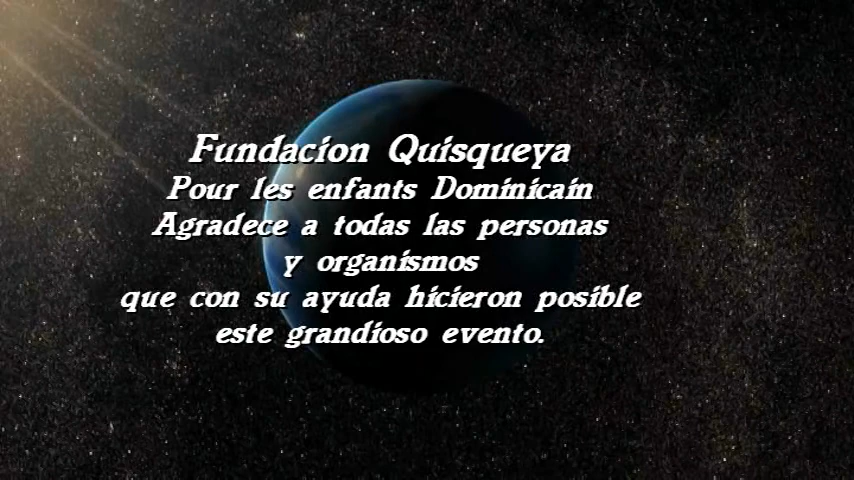 Fundacion Quisqueya
Pour les enfants Dominicain
Agradece a todas las personas
y organismos
que con su ayuda hicieron posible
este grandioso evento.